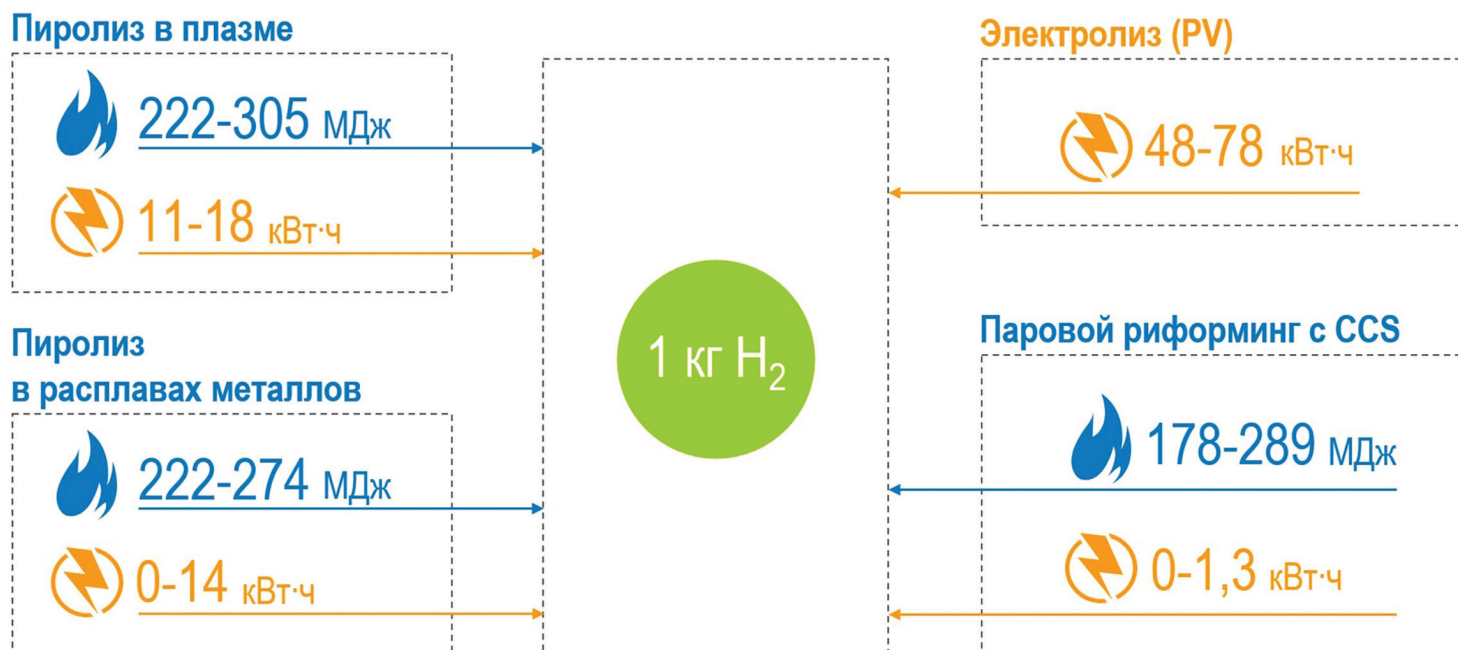 Пиролиз в плазме
222-305 МДж
11-18 кВт·ч
Пиролиз
в расплавах металлов
222-274 МДж
0-14 кВт·ч
1 кг H₂
Электролиз (PV)
48-78 кВт·ч
Паровой риформинг с CCS
178-289 МДж
0-1,3 кВт·ч